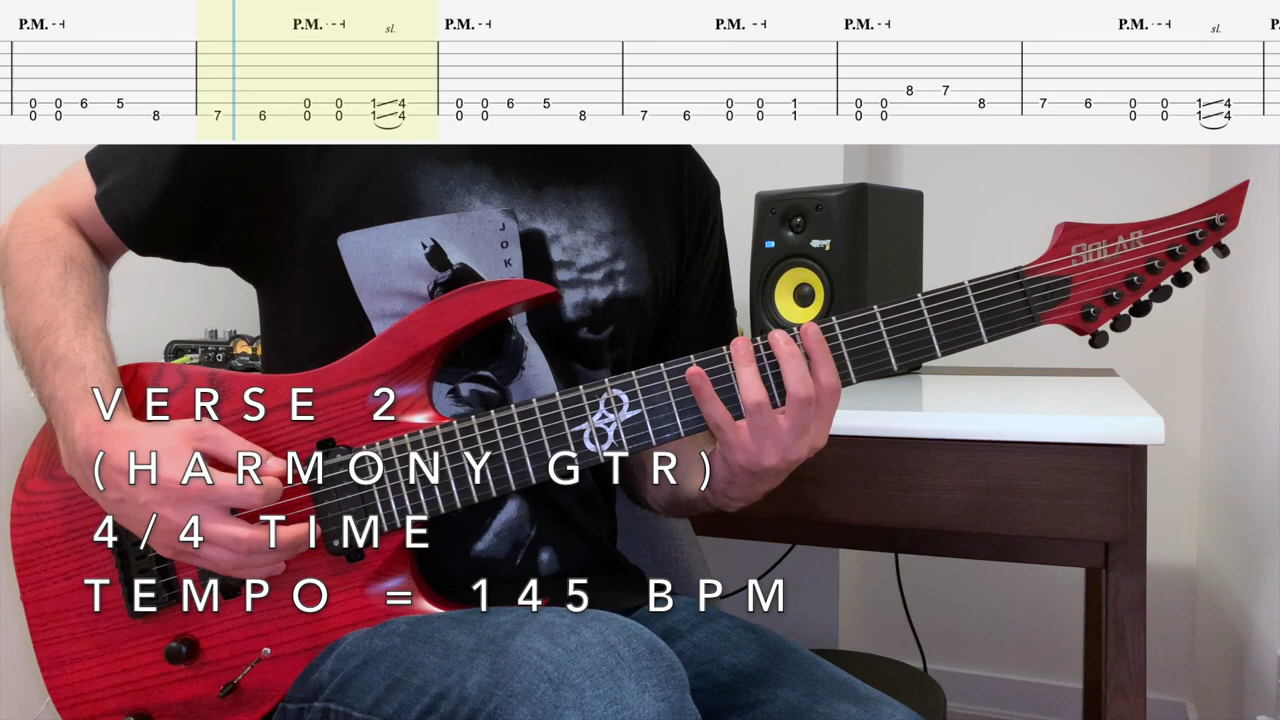 P.M. - ⊣ P.M. - - ⊣ sl. P.M. - ⊣ P.M. - ⊣ P.M. - ⊣ P.M. - - ⊣ sl. P
8 7
0 0 6 5 0 0 1 4 0 0 6 5 0 0 1 0 0 8 7 6 0 0 1 4
0 0 8 7 6 0 0 1 4 0 0 8 7 6 0 0 1 0 0 0 0 1 4
J
O
K
SOLAR
VERSE 2
(HARMONY GTR)
4/4 TIME
TEMPO = 145 BPM